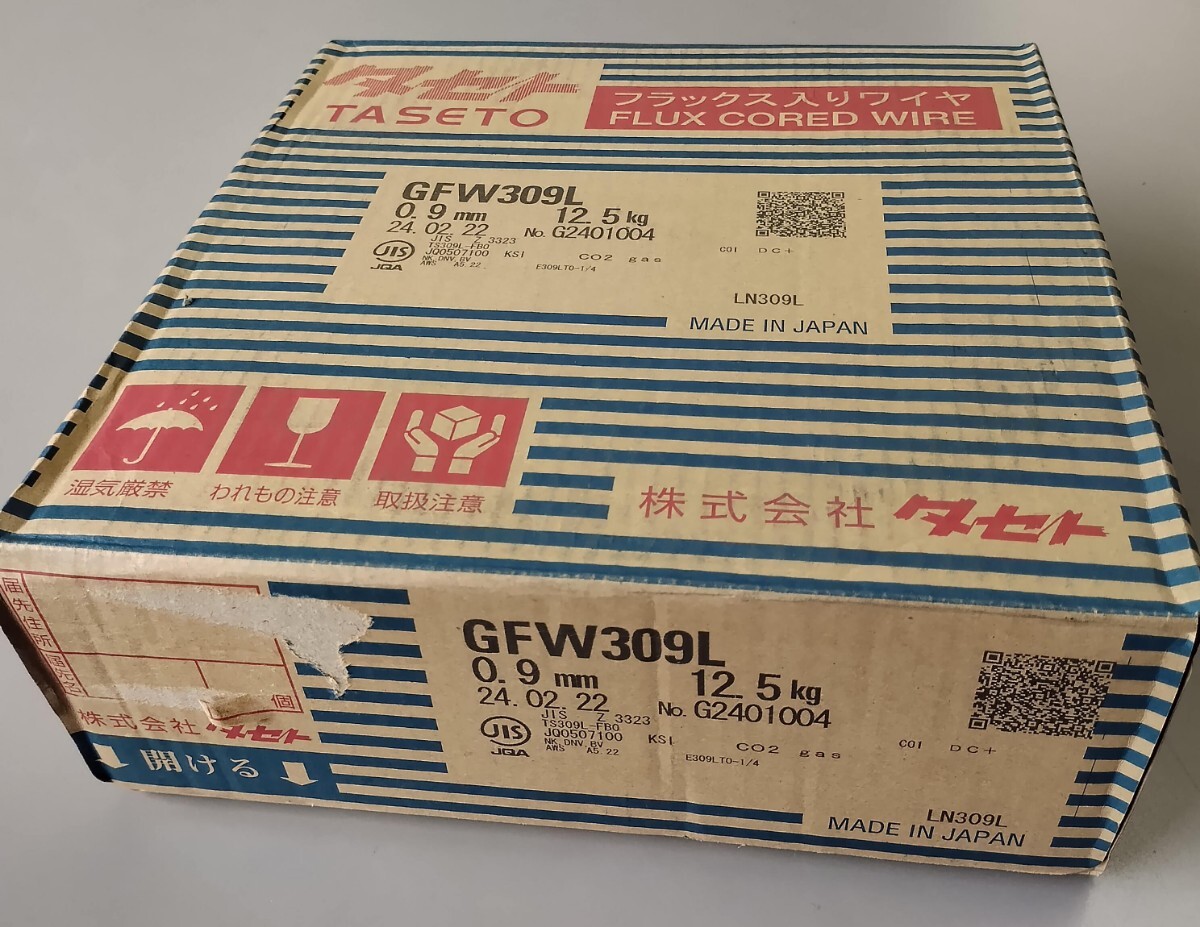 タセト
TASETO
フラックス入りワイヤ
FLUX CORED WIRE
GFW309L
0.9 mm 12.5 kg
24.02.22 No. G2401004
JIS Z 3323
TS309L-FB0
JQ0507100 KSI
NK,DNV,BV
AWS A5.22 E309LT0-1/4
JIS
JQA
CO2 gas
C01 DC+
LN309L
MADE IN JAPAN
湿気厳禁
われもの注意
取扱注意
株式会社 タセト
届先住所
個
株式会社 タセト
開ける
GFW309L
0.9 mm 12.5 kg
24.02.22 No. G2401004
JIS Z 3323
TS309L-FB0
JQ0507100 KSI
NK,DNV,BV
AWS A5.22 E309LT0-1/4
JIS
JQA
CO2 gas
C01 DC+
LN309L
MADE IN JAPAN